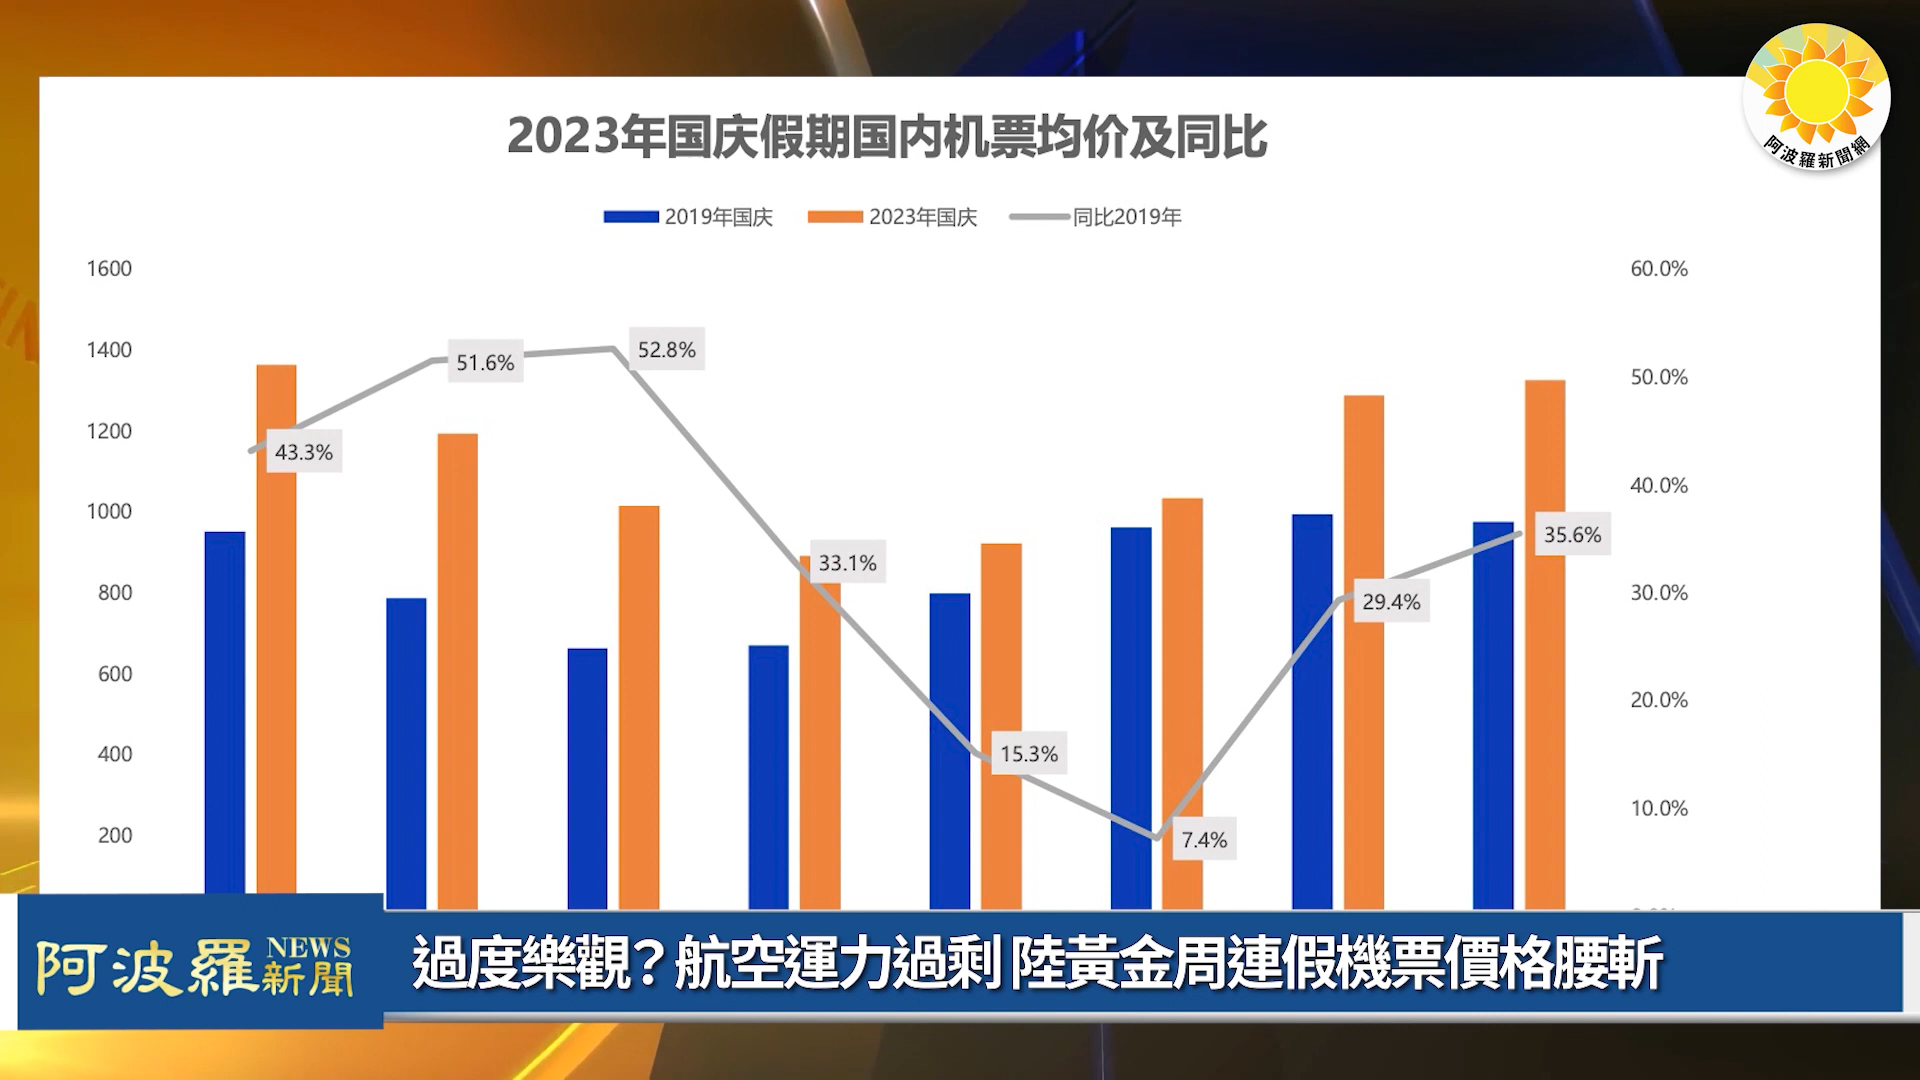 阿波羅新聞網
2023年国庆假期国内机票均价及同比
2019年国庆 2023年国庆 同比2019年
1600 60.0%
1400 52.8%
51.6% 50.0%
1200 43.3%
1000 40.0%
35.6%
800 33.1% 30.0%
29.4%
600 20.0%
400 15.3%
10.0%
200 7.4%
阿波羅 NEWS 新聞
過度樂觀？航空運力過剩 陸黃金周連假機票價格腰斬